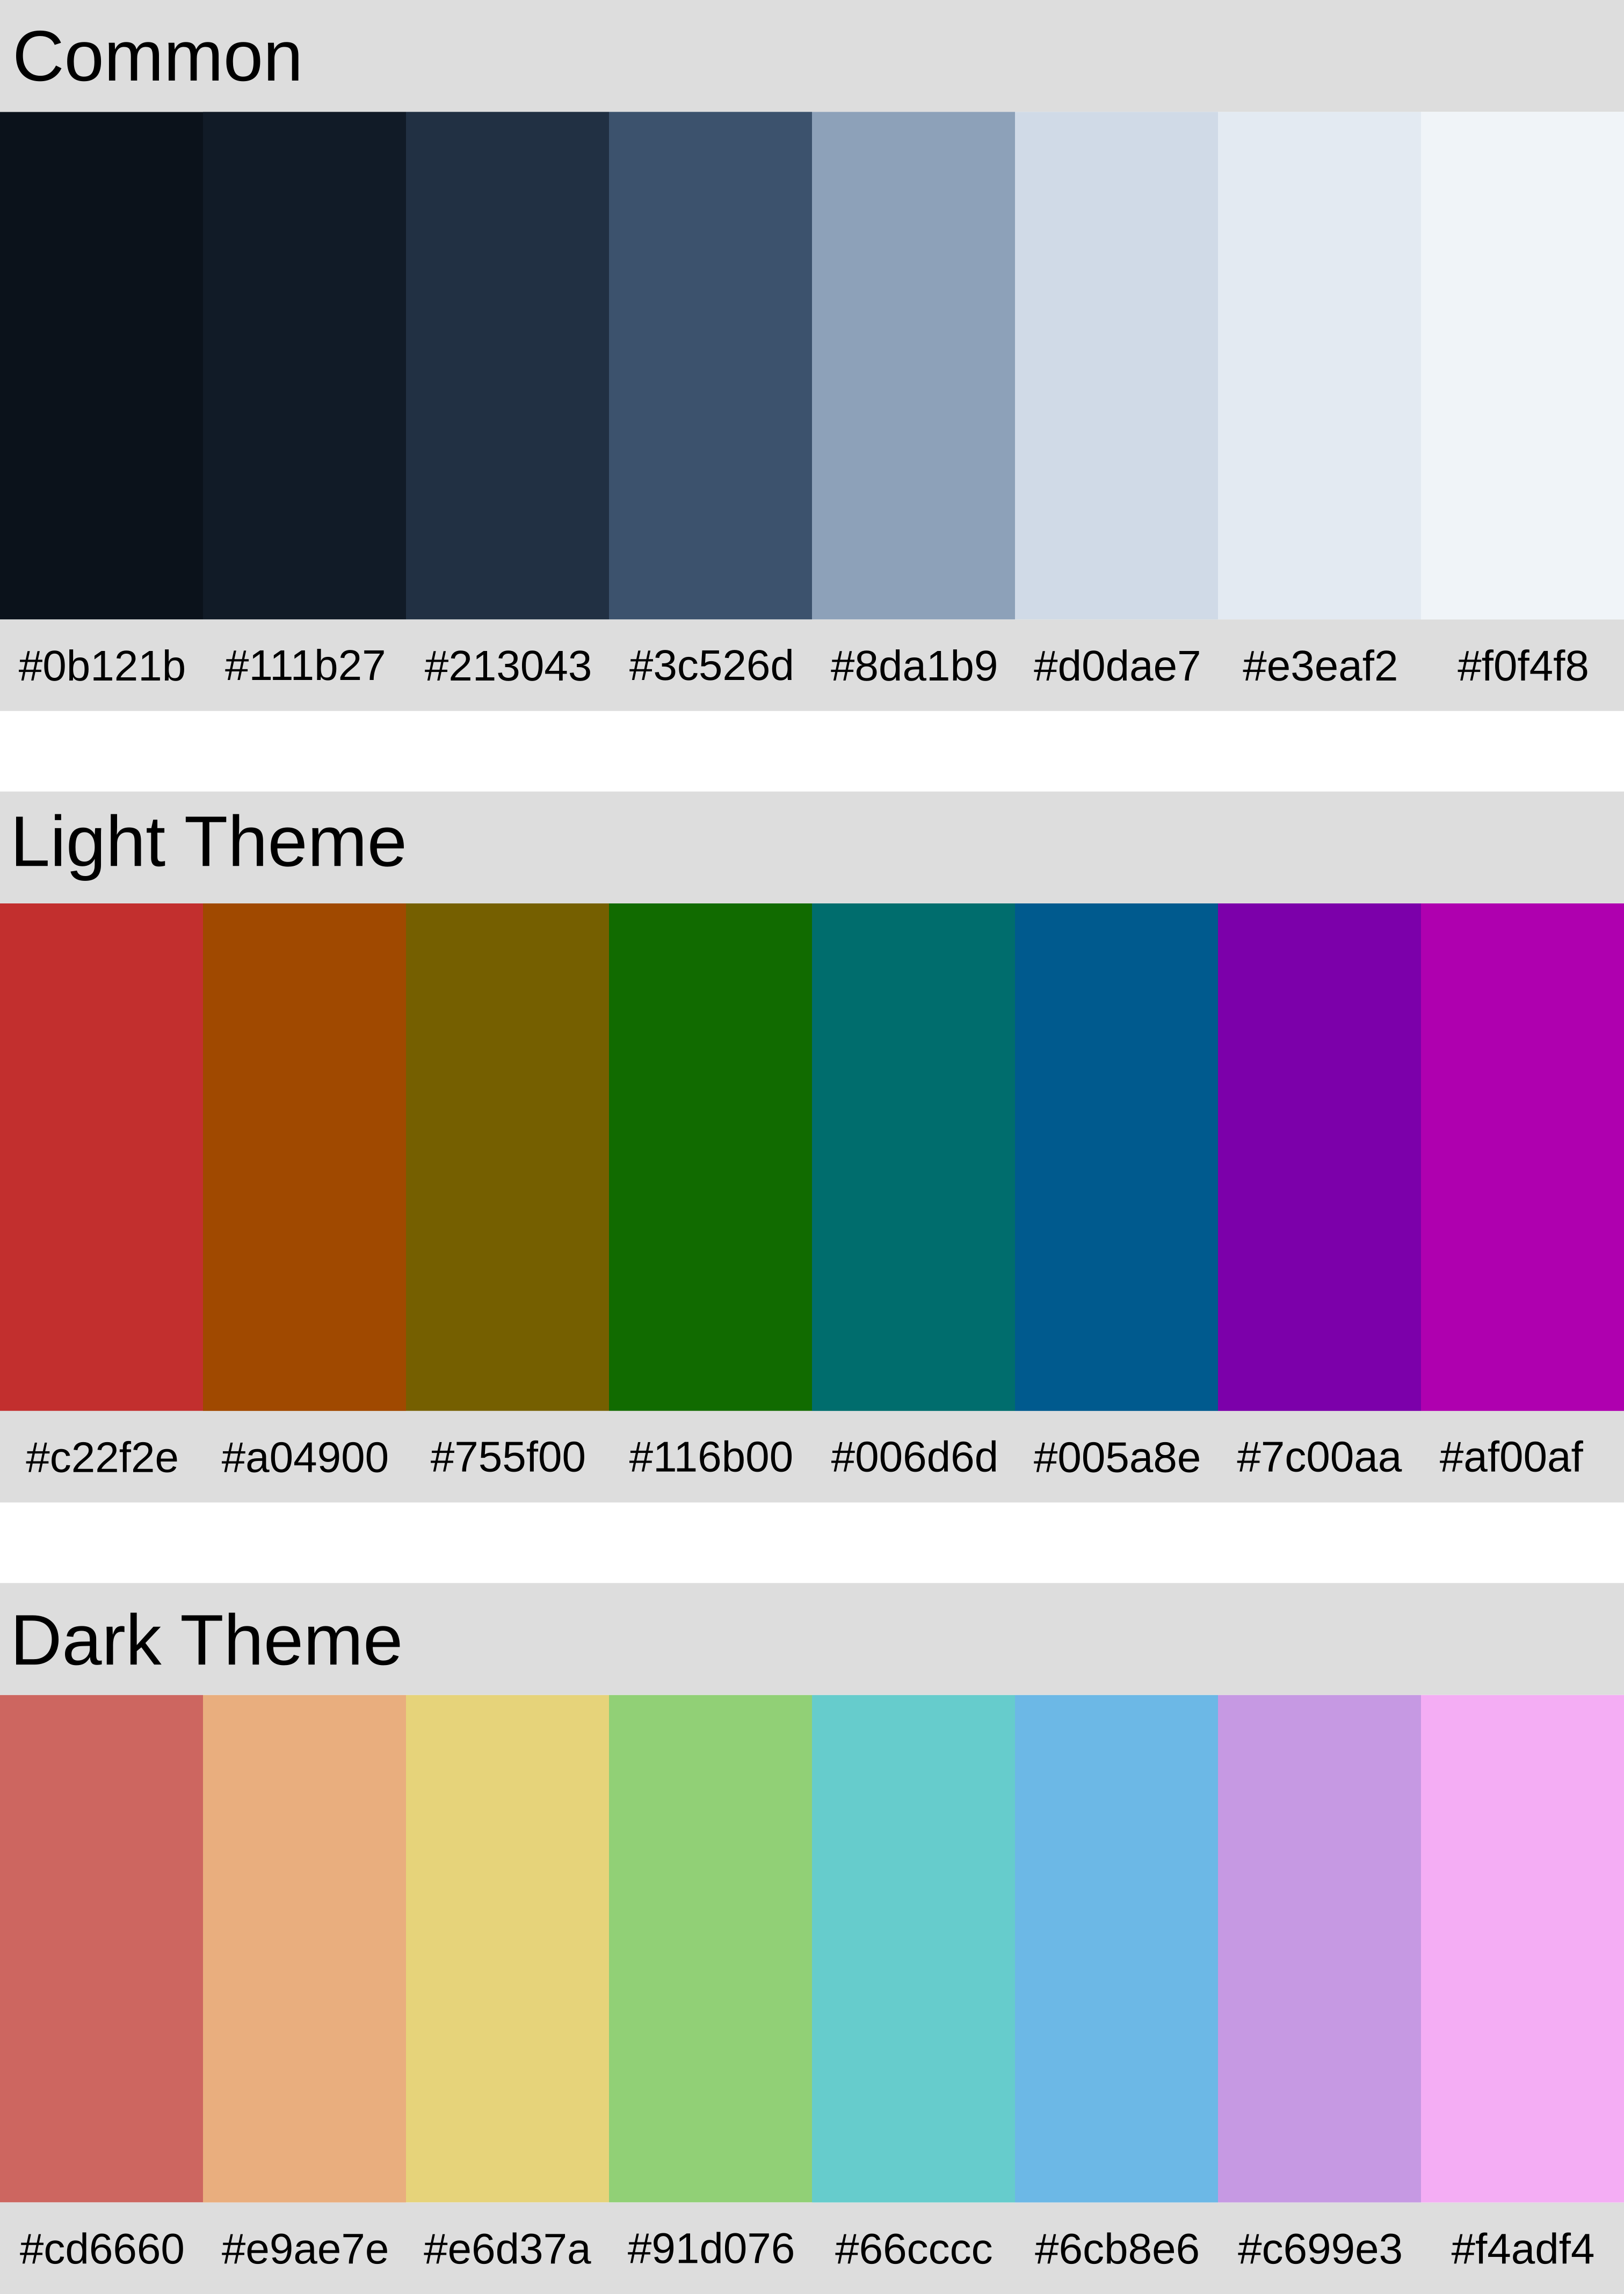 Common
#0b121b #111b27 #213043 #3c526d #8da1b9 #d0dae7 #e3eaf2 #f0f4f8
Light Theme
#c22f2e #a04900 #755f00 #116b00 #006d6d #005a8e #7c00aa #af00af
Dark Theme
#cd6660 #e9ae7e #e6d37a #91d076 #66cccc #6cb8e6 #c699e3 #f4adf4